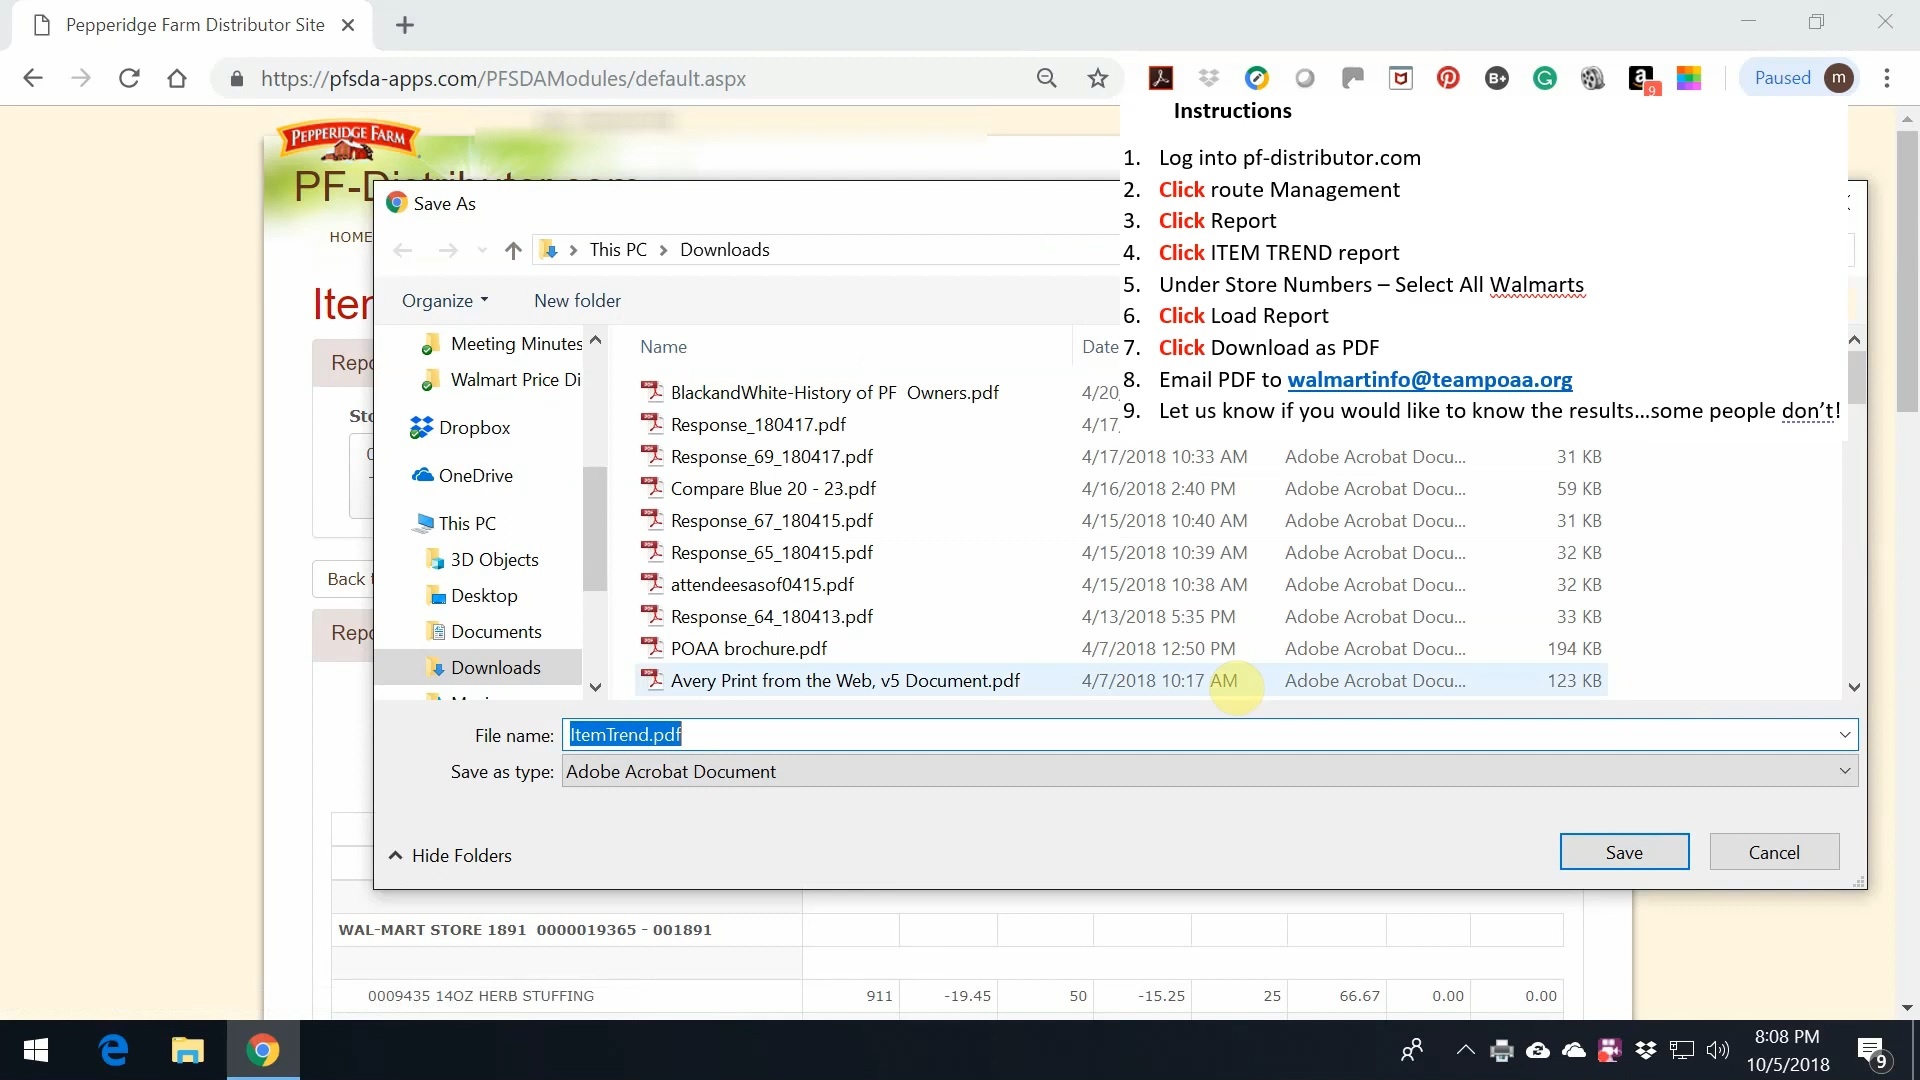 Pepperidge Farm Distributor Site
https://pfsda-apps.com/PFSDAModules/default.aspx
9
Paused m
Instructions
1. Log into pf-distributor.com
2. Click route Management
3. Click Report
4. Click ITEM TREND report
5. Under Store Numbers – Select All Walmarts
6. Click Load Report
7. Click Download as PDF
8. Email PDF to walmartinfo@teampoaa.org
9. Let us know if you would like to know the results...some people don't!
PEPPERIDGE FARM
HOME
Save As
This PC > Downloads
Organize
New folder
Meeting Minutes
Walmart Price Di
Dropbox
OneDrive
This PC
3D Objects
Desktop
Documents
Downloads
Name Date
BlackandWhite-History of PF Owners.pdf 4/20
Response_180417.pdf 4/17
Response_69_180417.pdf 4/17/2018 10:33 AM Adobe Acrobat Docu... 31 KB
Compare Blue 20 - 23.pdf 4/16/2018 2:40 PM Adobe Acrobat Docu... 59 KB
Response_67_180415.pdf 4/15/2018 10:40 AM Adobe Acrobat Docu... 31 KB
Response_65_180415.pdf 4/15/2018 10:39 AM Adobe Acrobat Docu... 32 KB
attendeesasof0415.pdf 4/15/2018 10:38 AM Adobe Acrobat Docu... 32 KB
Response_64_180413.pdf 4/13/2018 5:35 PM Adobe Acrobat Docu... 33 KB
POAA brochure.pdf 4/7/2018 12:50 PM Adobe Acrobat Docu... 194 KB
Avery Print from the Web, v5 Document.pdf 4/7/2018 10:17 AM Adobe Acrobat Docu... 123 KB
File name: ItemTrend.pdf
Save as type: Adobe Acrobat Document
Hide Folders
Save
Cancel
Back
WAL-MART STORE 1891 0000019365 - 001891
0009435 14OZ HERB STUFFING 911 -19.45 50 -15.25 25 66.67 0.00 0.00
8:08 PM
10/5/2018
9